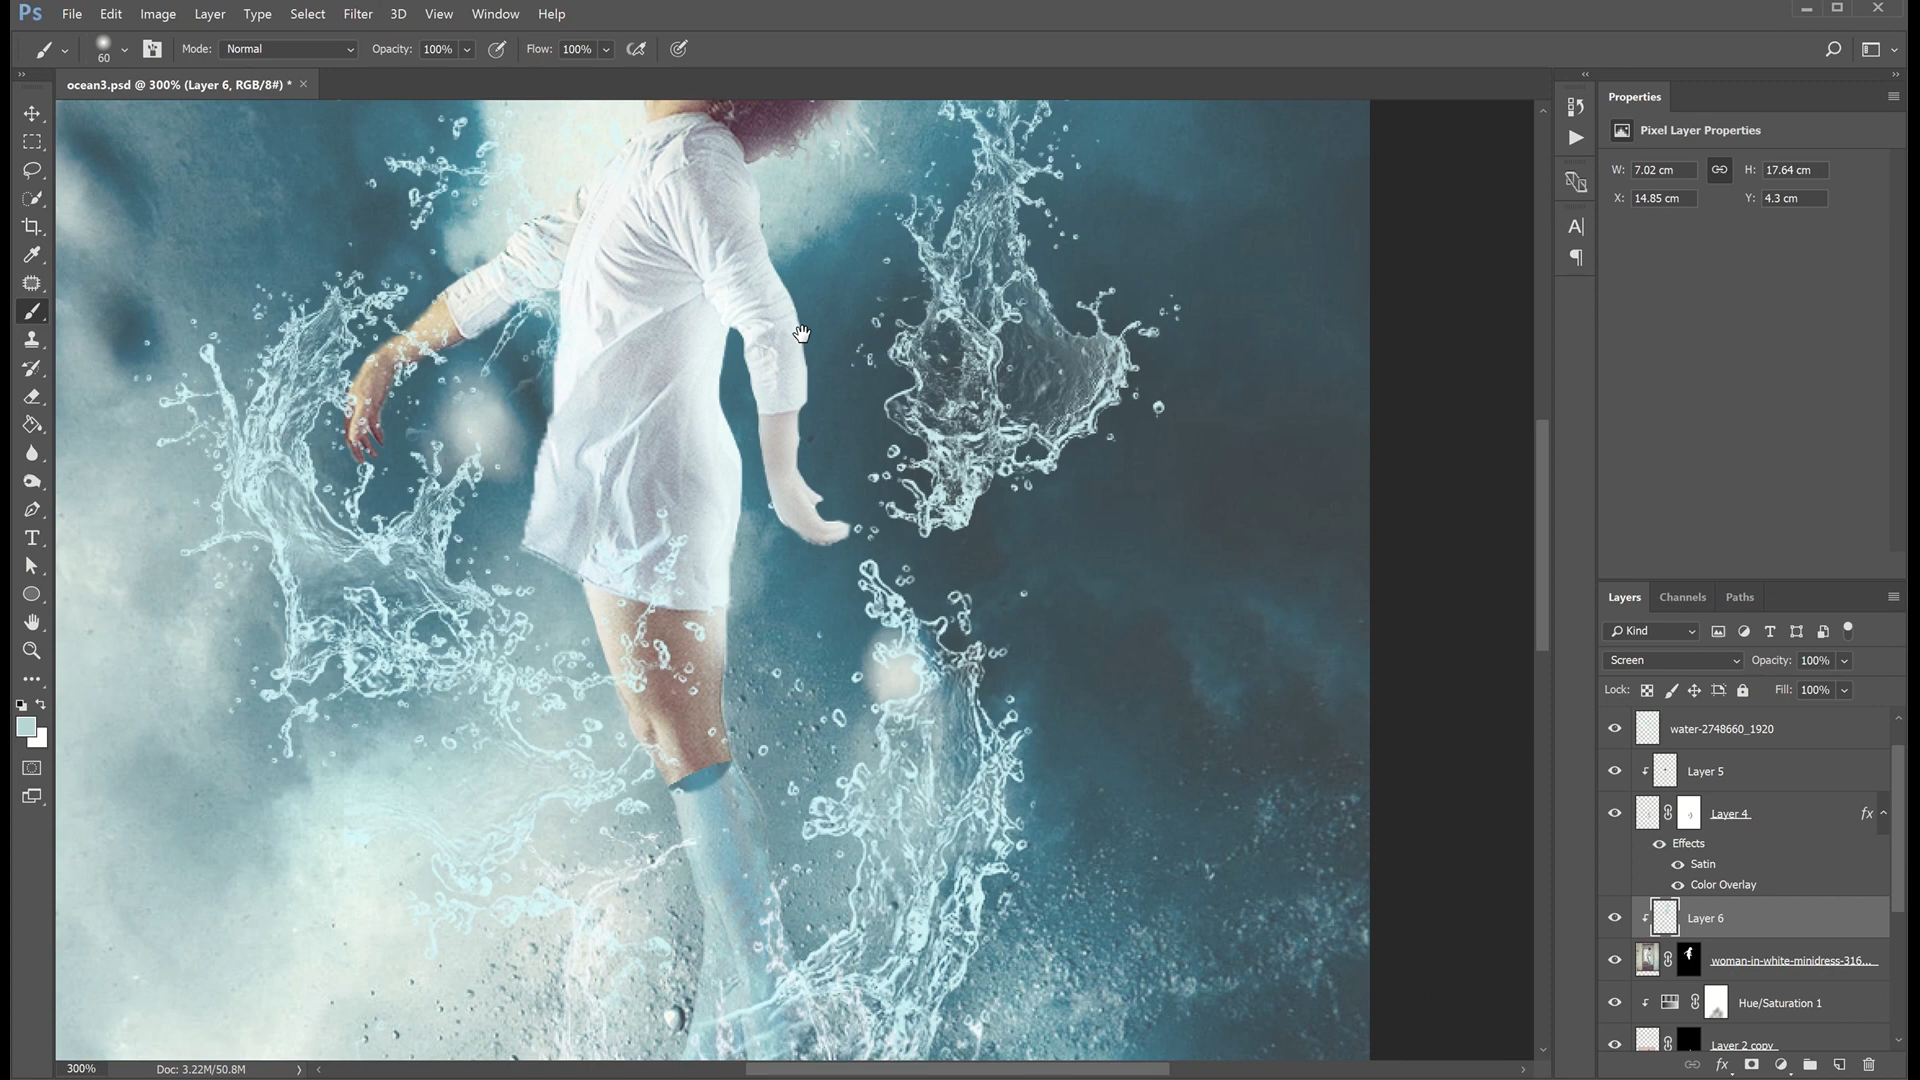 Ps File Edit Image Layer Type Select Filter 3D View Window Help
60 Mode: Normal Opacity: 100% Flow: 100%
ocean3.psd @ 300% (Layer 6, RGB/8#) * ×
Properties
Pixel Layer Properties
W: 7.02 cm H: 17.64 cm
X: 14.85 cm Y: 4.3 cm
Layers Channels Paths
Kind
Screen Opacity: 100%
Lock: Fill: 100%
water-2748660_1920
Layer 5
Layer 4 fx
Effects
Satin
Color Overlay
Layer 6
woman-in-white-minidress-316...
Hue/Saturation 1
Layer 2 copy
300% Doc: 3.22M/50.8M
fx